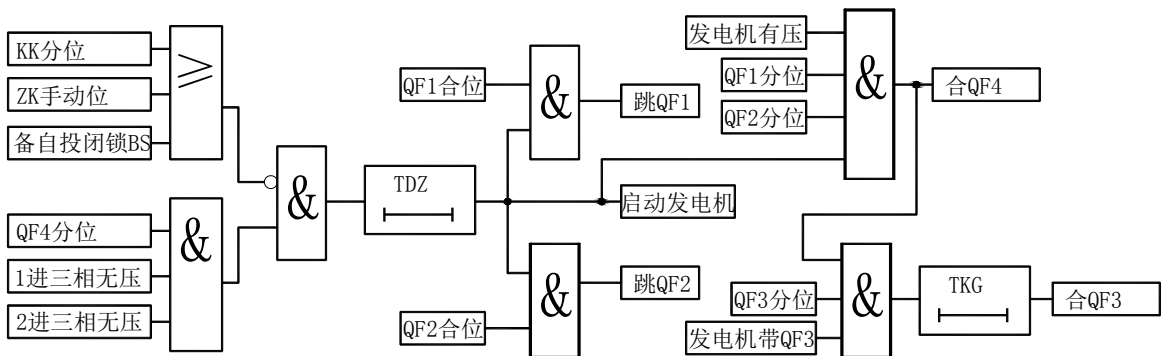 KK分位
ZK手动位
备自投闭锁BS
≥
QF4分位
1进三相无压
2进三相无压
&
&
TDZ
QF1合位
&
跳QF1
启动发电机
QF2合位
&
跳QF2
发电机有压
QF1分位
QF2分位
&
合QF4
QF3分位
发电机带QF3
&
TKG
合QF3